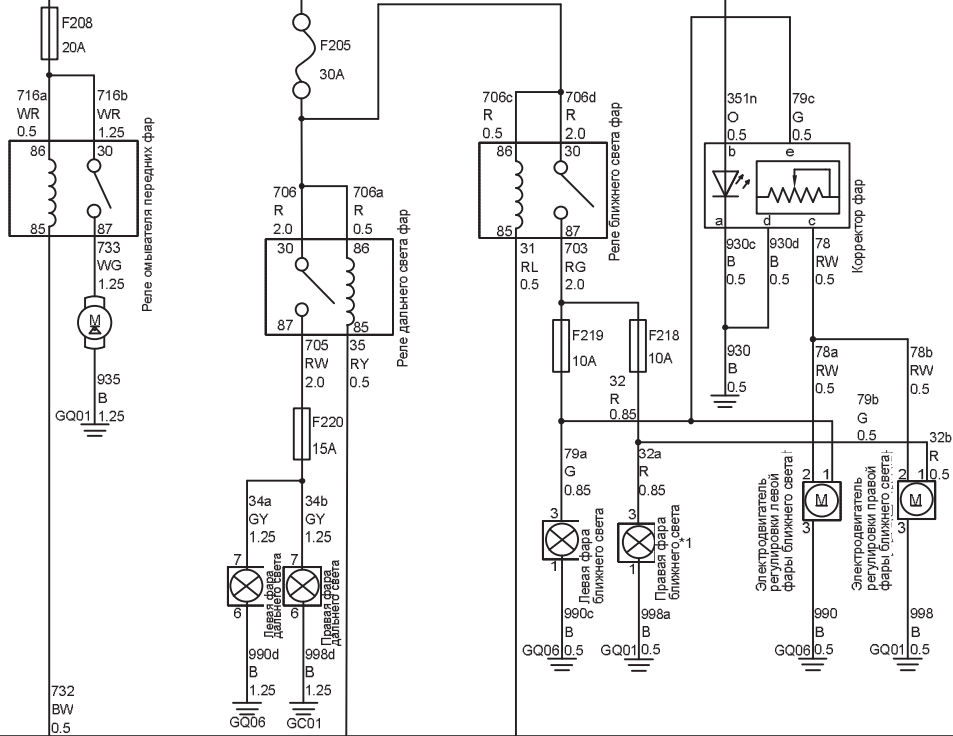 F208
20A
716a
WR
0.5
716b
WR
1.25
86
30
85
87
Реле омывателя передних фар
733
WG
1.25
M
935
B
1.25
GQ01
732
BW
0.5
F205
30A
706
R
2.0
706a
R
0.5
30
86
87
85
Реле дальнего света фар
705
RW
2.0
35
RY
0.5
F220
15A
34a
GY
1.25
34b
GY
1.25
7
7
6
6
Левая фара
дальнего света
Правая фара
дальнего света
990d
B
1.25
998d
B
1.25
GQ06
GC01
706c
R
0.5
706d
R
2.0
86
30
85
87
Реле ближнего света фар
31
RL
0.5
703
RG
2.0
F219
10A
F218
10A
32
R
0.85
79a
G
0.85
32a
R
0.85
3
3
1
1
Левая фара
ближнего света
Правая фара
ближнего света
*1
990c
B
0.5
GQ06
998a
B
0.5
GQ01
351n
O
0.5
79c
G
0.5
b
e
a
d
c
Корректор фар
930c
B
0.5
930d
B
0.5
78
RW
0.5
930
B
0.5
78a
RW
0.5
78b
RW
0.5
79b
G
0.5
32b
R
0.5
2
1
M
3
2
1
M
3
Электродвигатель
регулировки левой
фары ближнего света
Электродвигатель
регулировки правой
фары ближнего света
990
B
0.5
GQ06
998
B
0.5
GQ01